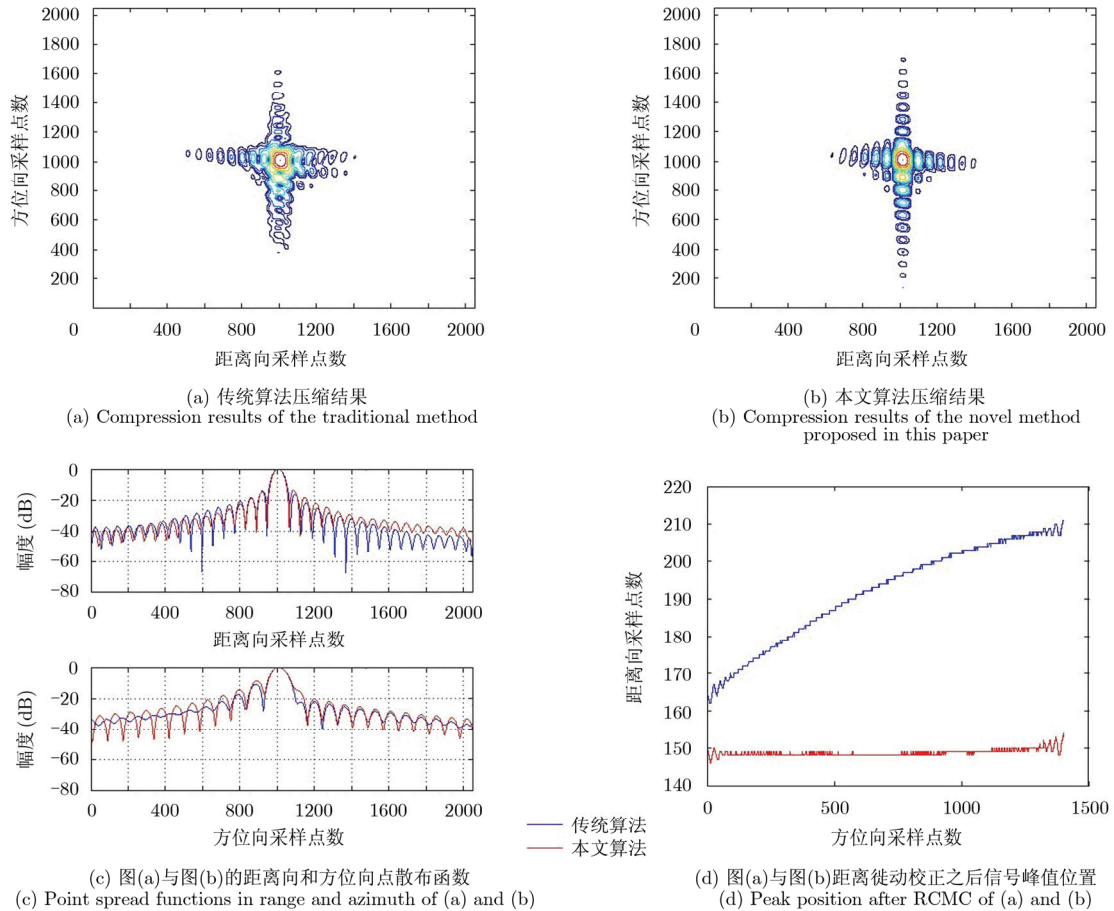 2000
1800
1600
1400
1200
1000
800
600
400
200
0 400 800 1200 1600 2000
方位向采样点数
距离向采样点数
(a) 传统算法压缩结果
(a) Compression results of the traditional method
2000
1800
1600
1400
1200
1000
800
600
400
200
0 400 800 1200 1600 2000
方位向采样点数
距离向采样点数
(b) 本文算法压缩结果
(b) Compression results of the novel method
proposed in this paper
0
−20
−40
−60
−80
幅度 (dB)
0 400 800 1200 1600 2000
距离向采样点数
0
−20
−40
−60
−80
幅度 (dB)
0 400 800 1200 1600 2000
方位向采样点数
传统算法
本文算法
(c) 图(a)与图(b)的距离向和方位向点散布函数
(c) Point spread functions in range and azimuth of (a) and (b)
220
210
200
190
180
170
160
150
140
距离向采样点数
0 500 1000 1500
方位向采样点数
(d) 图(a)与图(b)距离徙动校正之后信号峰值位置
(d) Peak position after RCMC of (a) and (b)